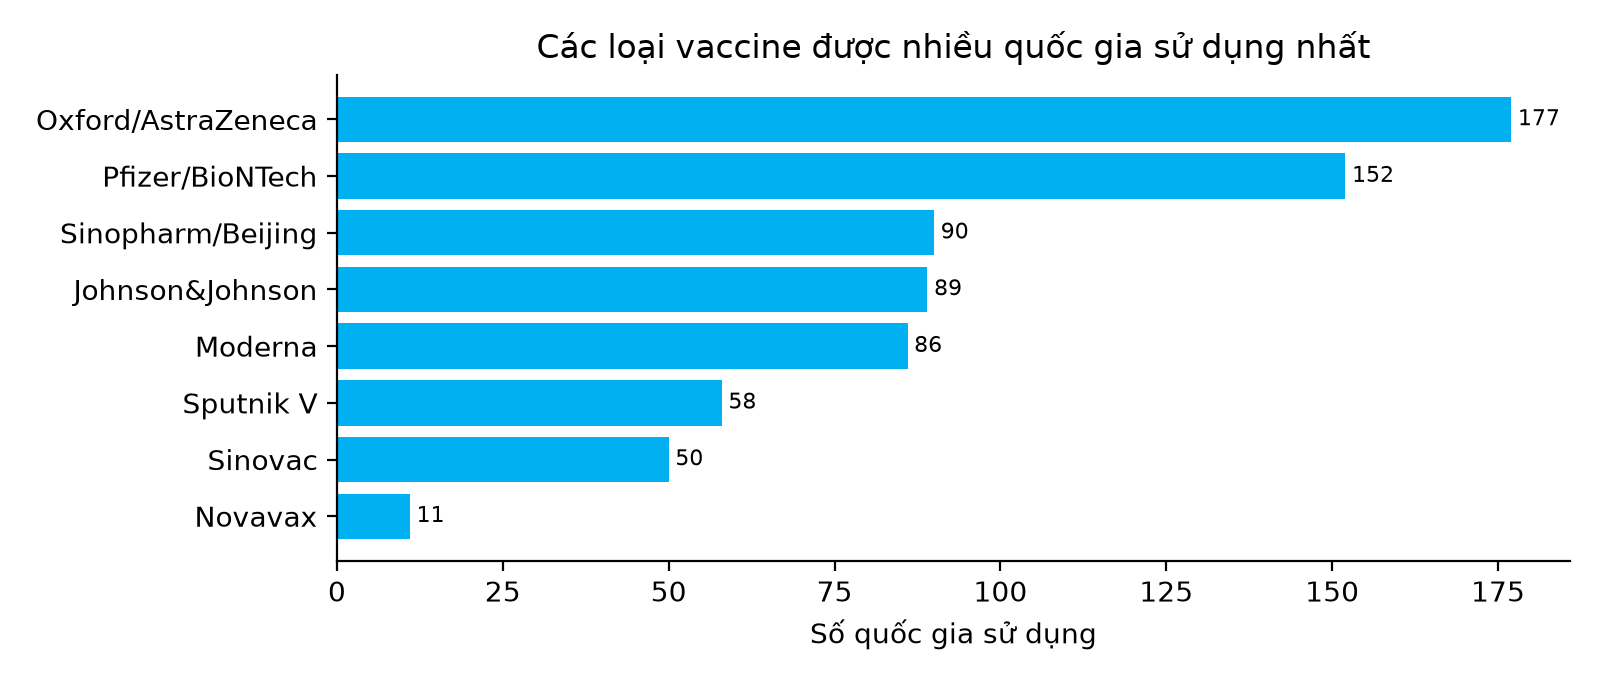 Các loại vaccine được nhiều quốc gia sử dụng nhất
Oxford/AstraZeneca 177
Pfizer/BioNTech 152
Sinopharm/Beijing 90
Johnson&Johnson 89
Moderna 86
Sputnik V 58
Sinovac 50
Novavax 11
0 25 50 75 100 125 150 175
Số quốc gia sử dụng